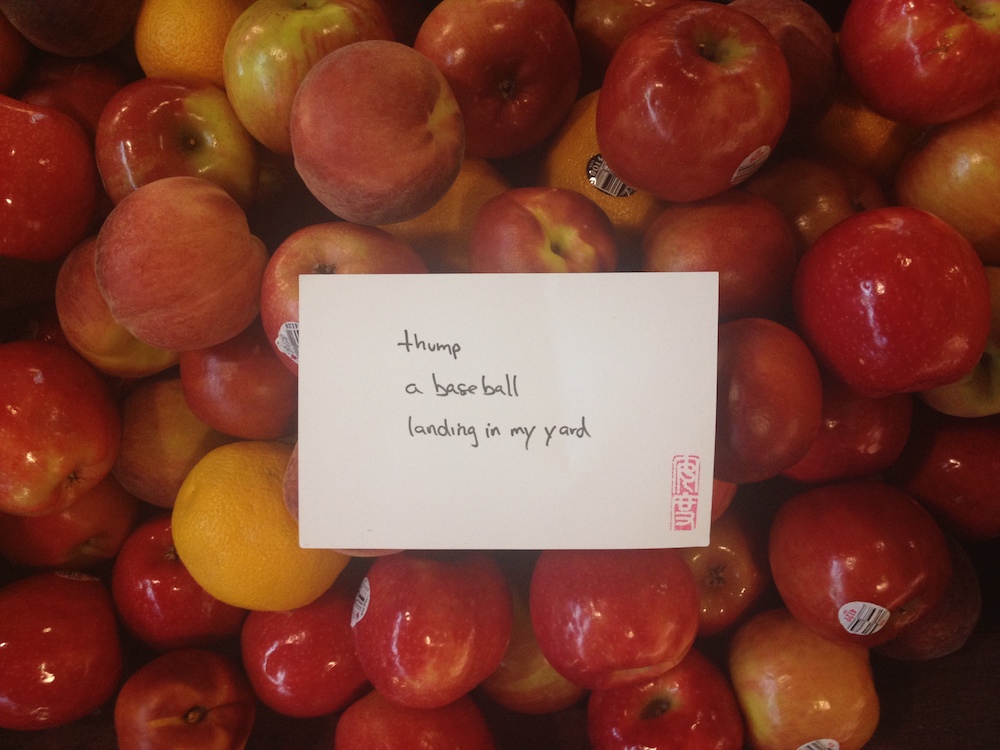 thump
a baseball
landing in my yard